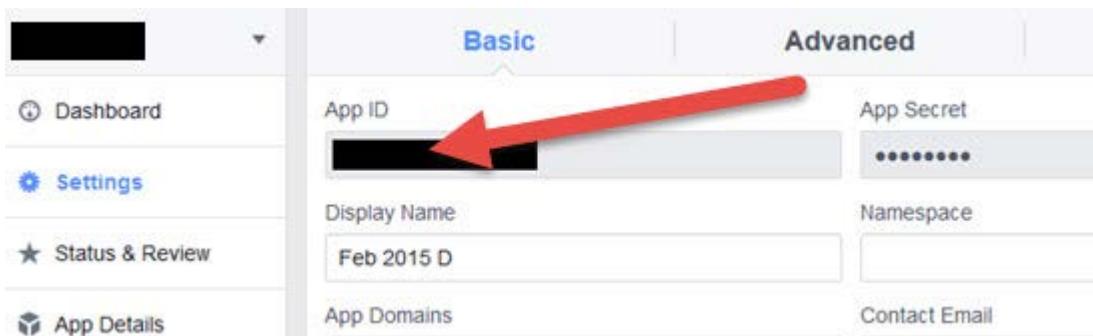 Basic Advanced
Dashboard
App ID App Secret
••••••••
Settings
Display Name Namespace
Status & Review
Feb 2015 D
App Details
App Domains Contact Email